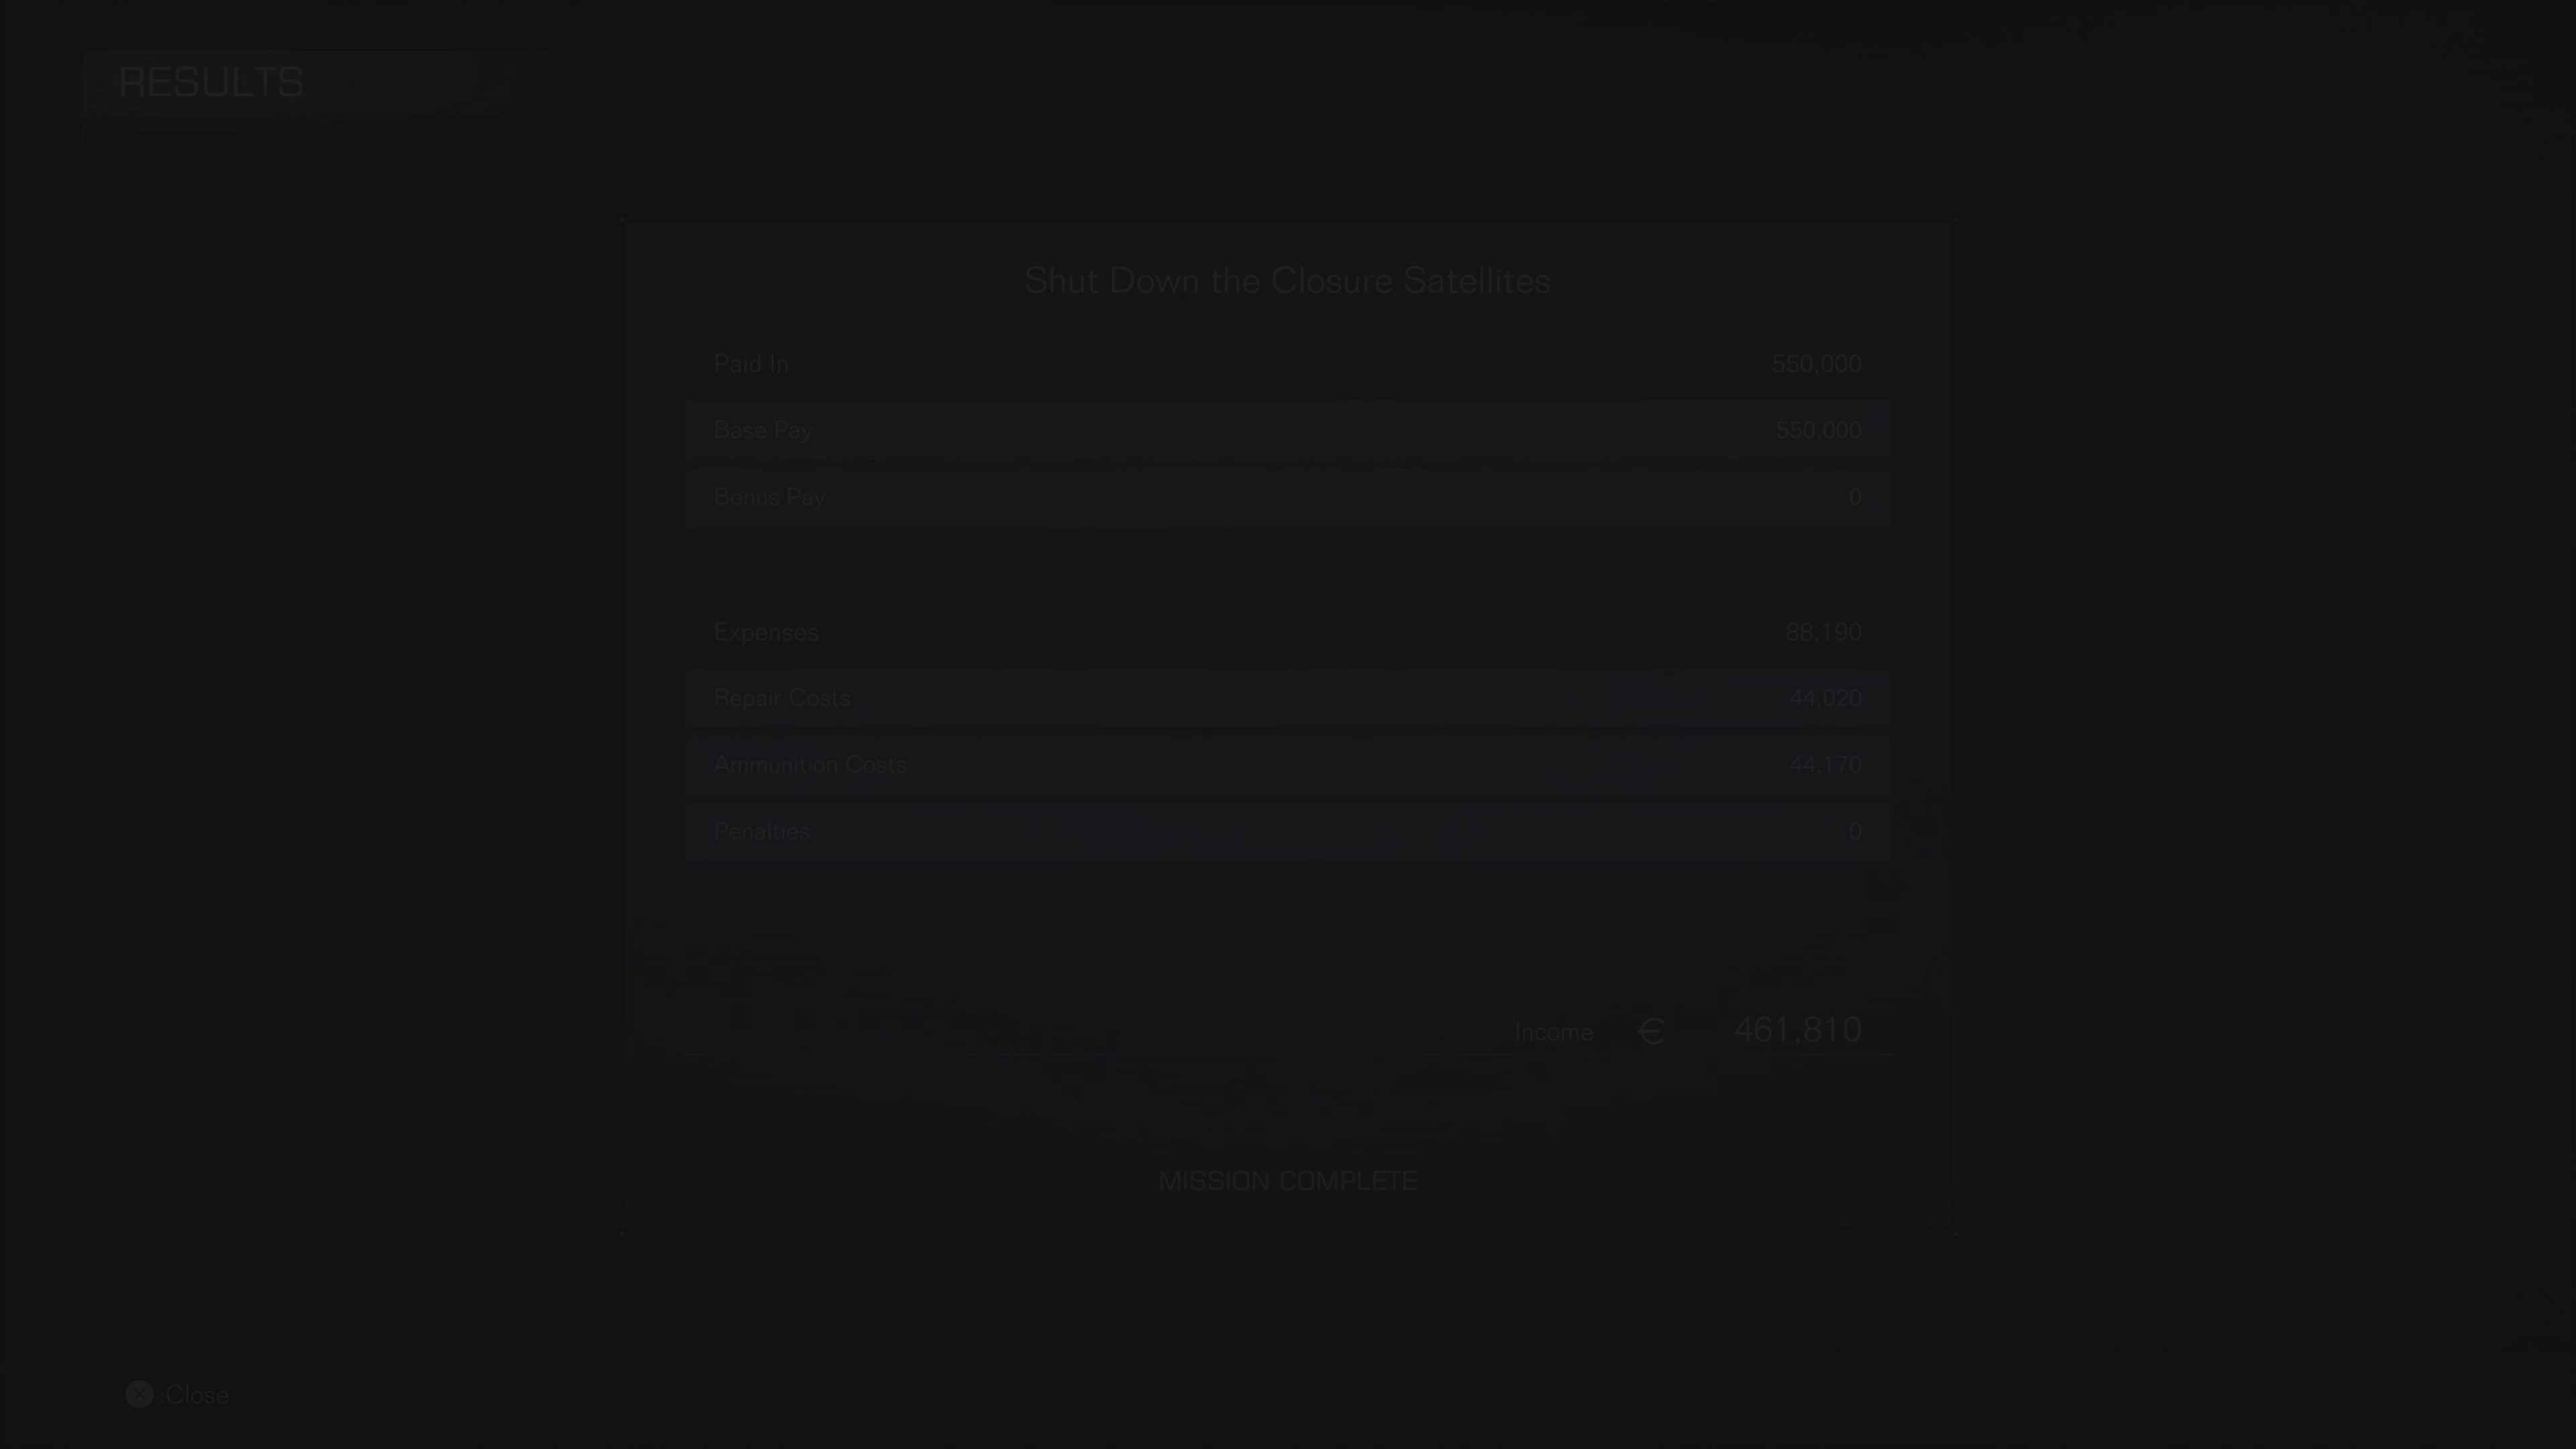 RESULTS
Shut Down the Closure Satellites
Paid In 550,000
Base Pay 550,000
Bonus Pay 0
Expenses 88,190
Repair Costs 44,020
Ammunition Costs 44,170
Penalties 0
Income € 461,810
MISSION COMPLETE
:Close